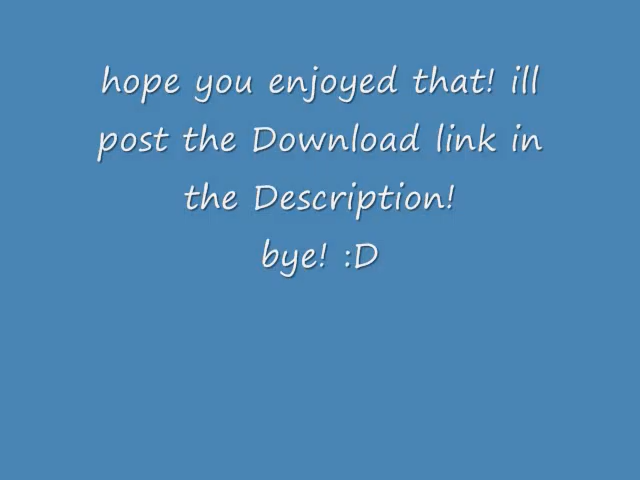 hope you enjoyed that! ill
post the Download link in
the Description!
bye! :D